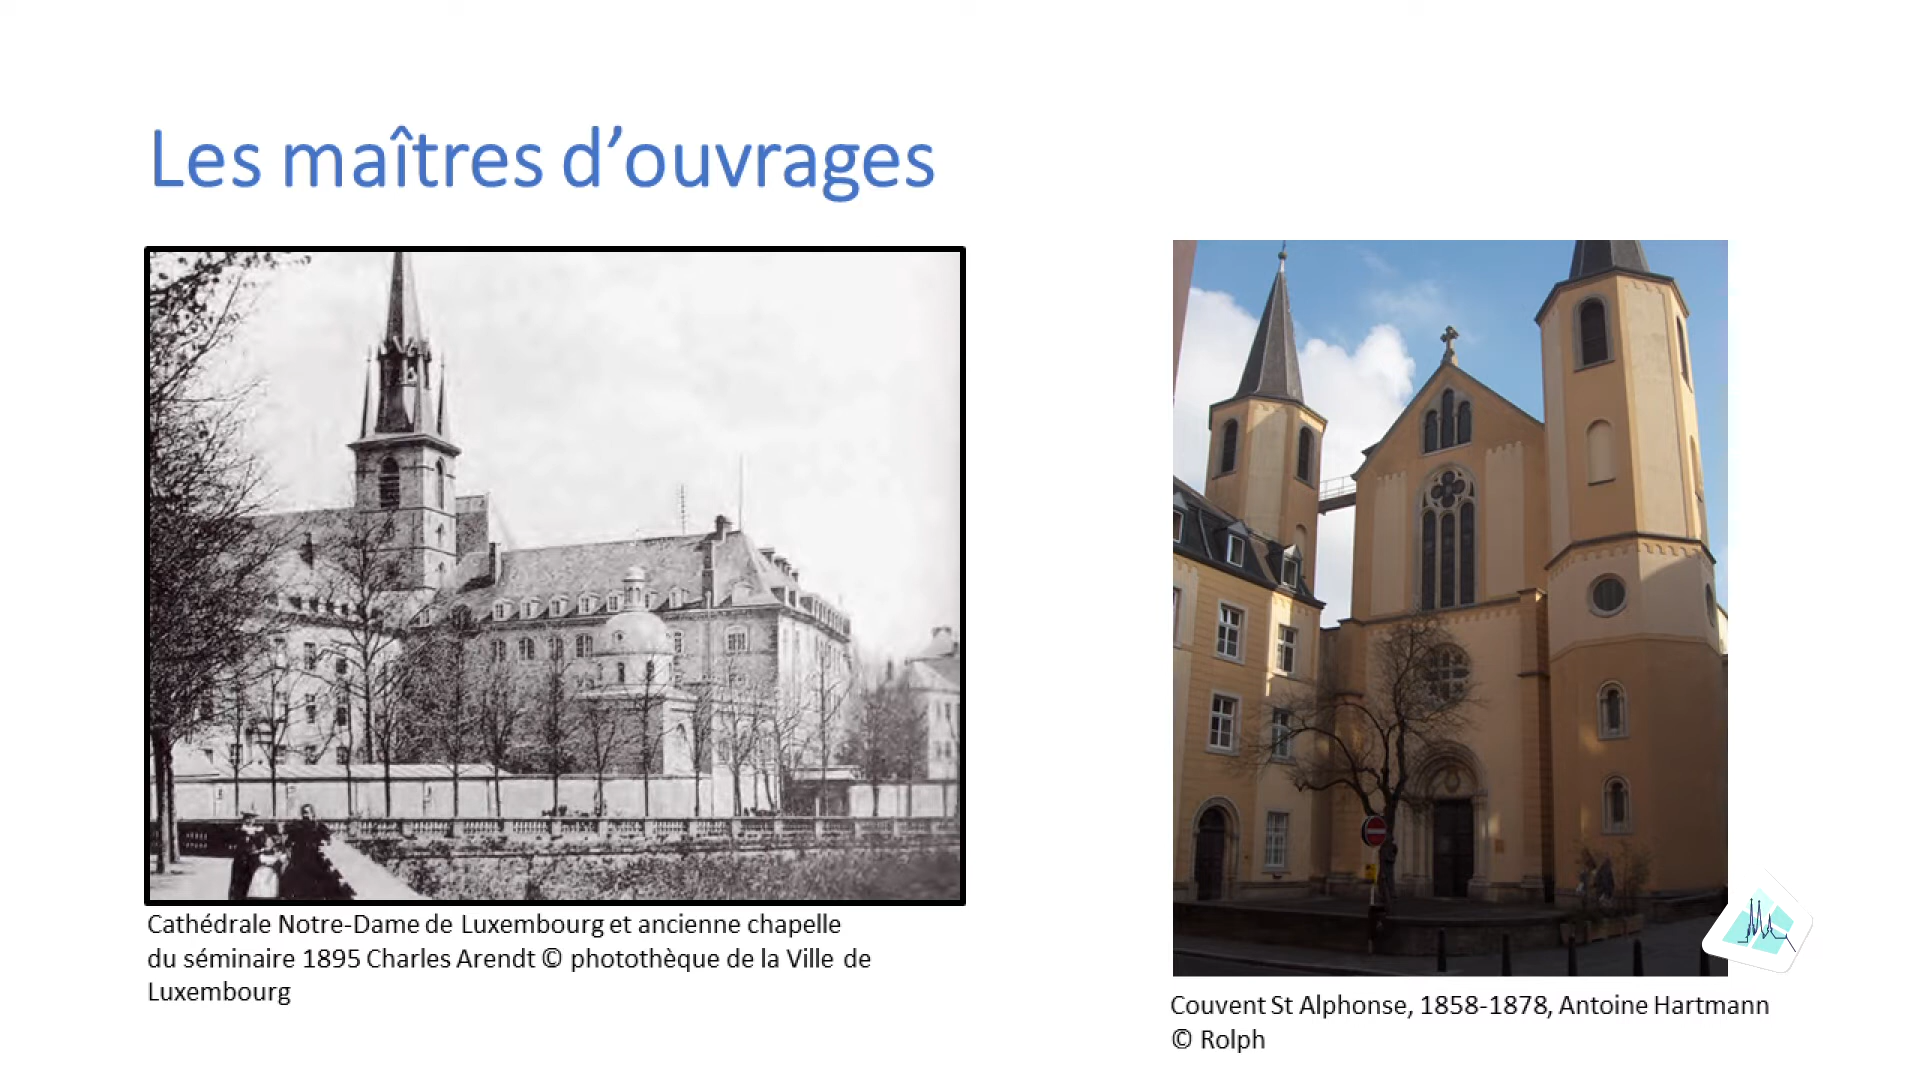 Les maîtres d’ouvrages
Cathédrale Notre-Dame de Luxembourg et ancienne chapelle
du séminaire 1895 Charles Arendt © photothèque de la Ville de
Luxembourg
Couvent St Alphonse, 1858-1878, Antoine Hartmann
© Rolph